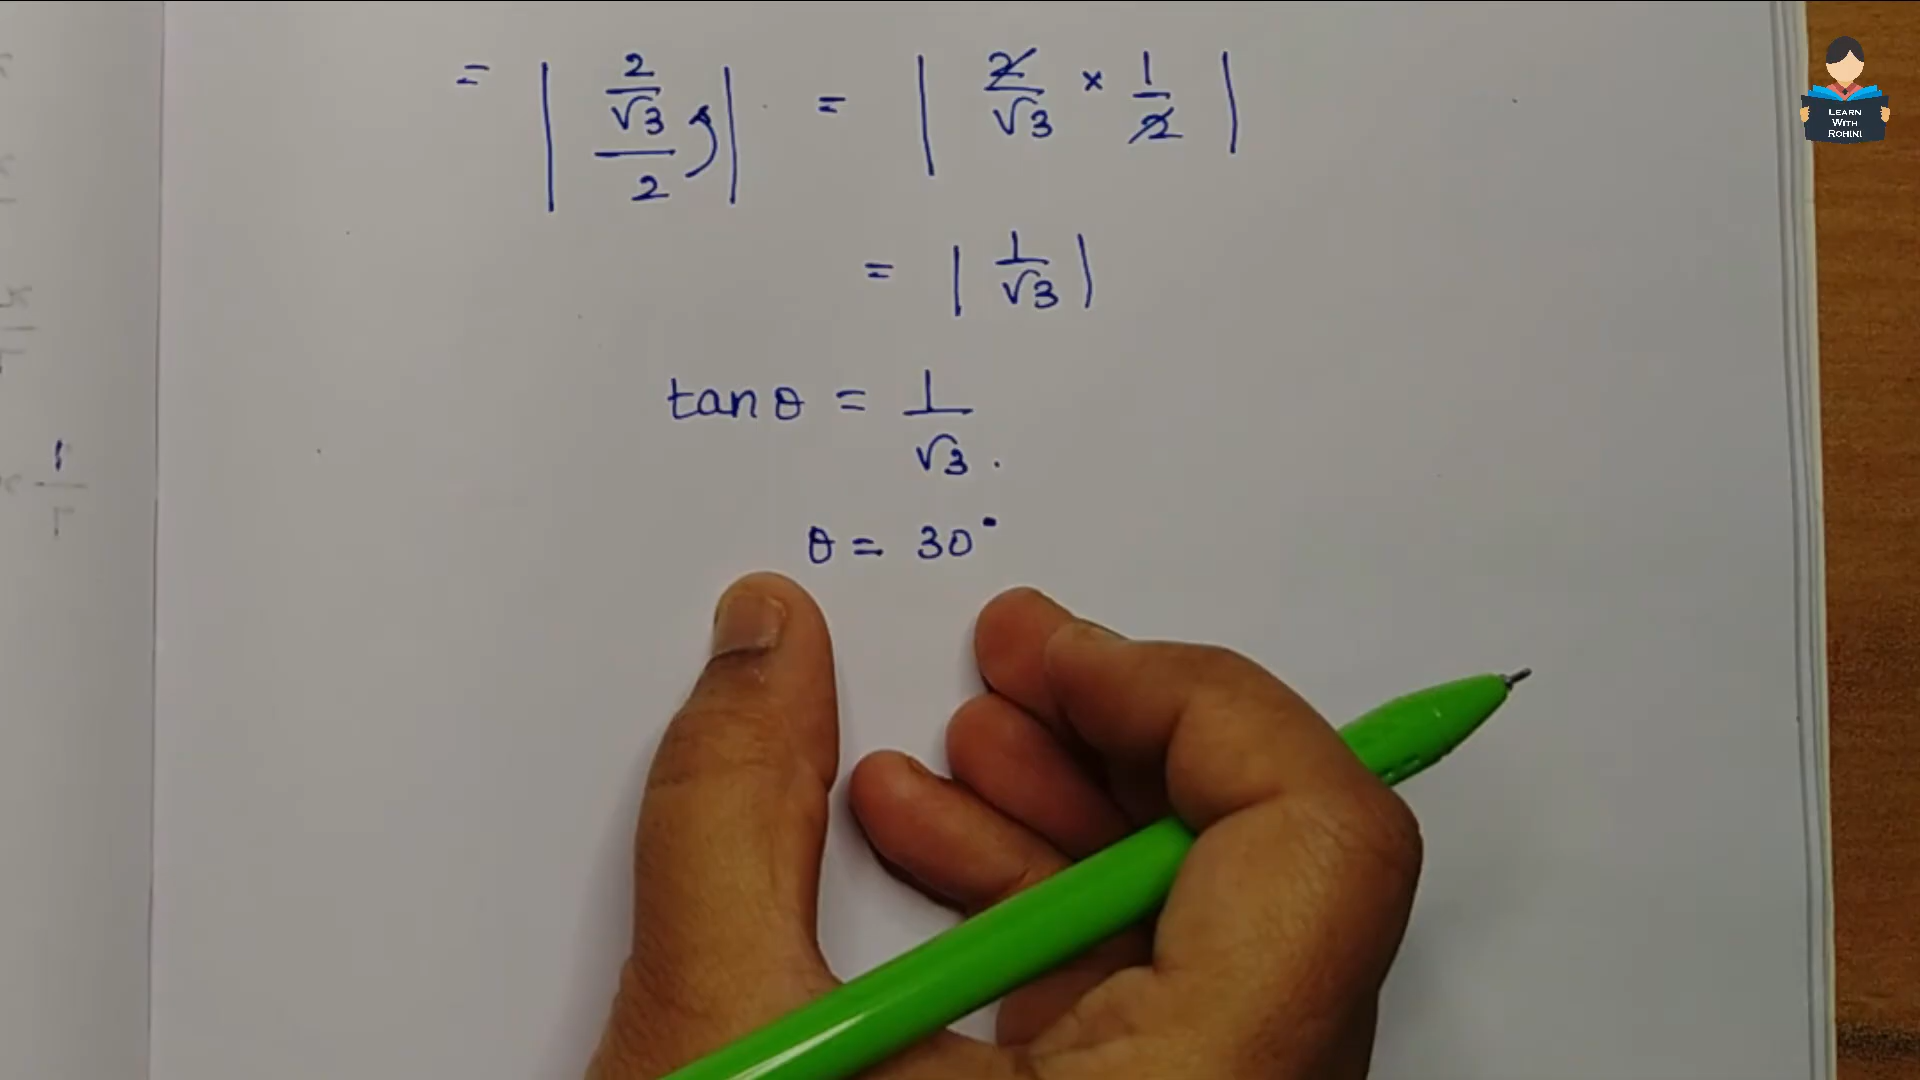 = | 2/√3 / 2 | = | 2/√3 × 1/2 |
= | 1/√3 |
tan θ = 1/√3.
θ = 30°
LEARN
WITH
ROHINI